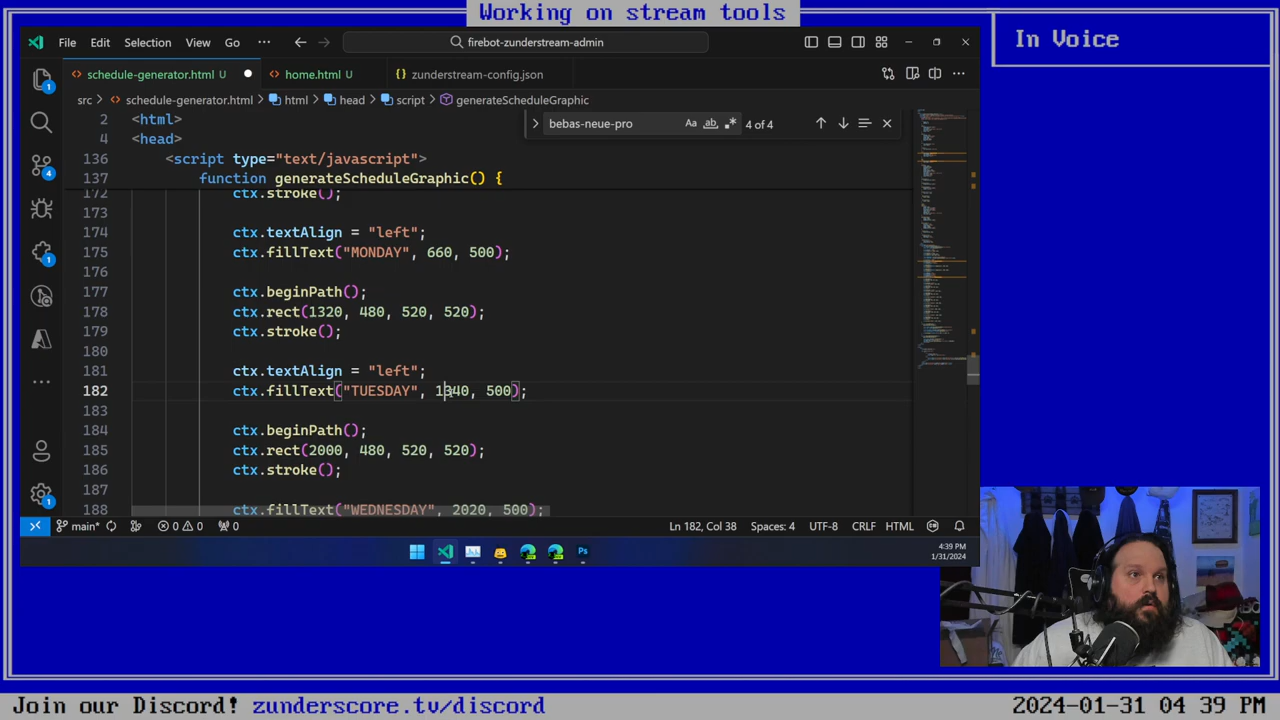 Working on stream tools
In Voice
File Edit Selection View Go ··· firebot-zunderstream-admin
schedule-generator.html U home.html U zunderstream-config.json
src > schedule-generator.html > html > head > script > generateScheduleGraphic
bebas-neue-pro Aa ab .* 4 of 4
2 <html>
4 <head>
136 <script type="text/javascript">
137 function generateScheduleGraphic() {
172 ctx.stroke();
173
174 ctx.textAlign = "left";
175 ctx.fillText("MONDAY", 660, 500);
176
177 ctx.beginPath();
178 ctx.rect(1320, 480, 520, 520);
179 ctx.stroke();
180
181 ctx.textAlign = "left";
182 ctx.fillText("TUESDAY", 1340, 500);
183
184 ctx.beginPath();
185 ctx.rect(2000, 480, 520, 520);
186 ctx.stroke();
187
188 ctx.fillText("WEDNESDAY", 2020, 500);
main* 0 0 0 Ln 182, Col 38 Spaces: 4 UTF-8 CRLF HTML
4:39 PM
1/31/2024
Join our Discord! zunderscore.tv/discord 2024-01-31 04 39 PM